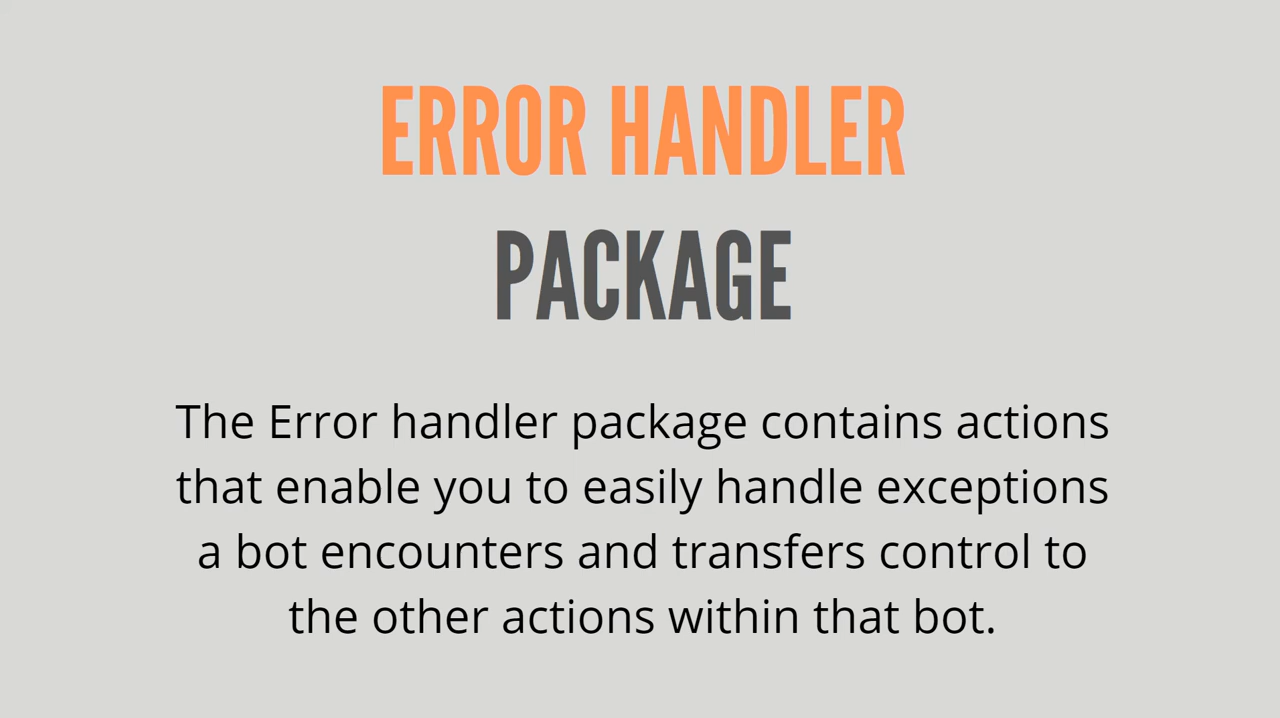 ERROR HANDLER
PACKAGE
The Error handler package contains actions
that enable you to easily handle exceptions
a bot encounters and transfers control to
the other actions within that bot.